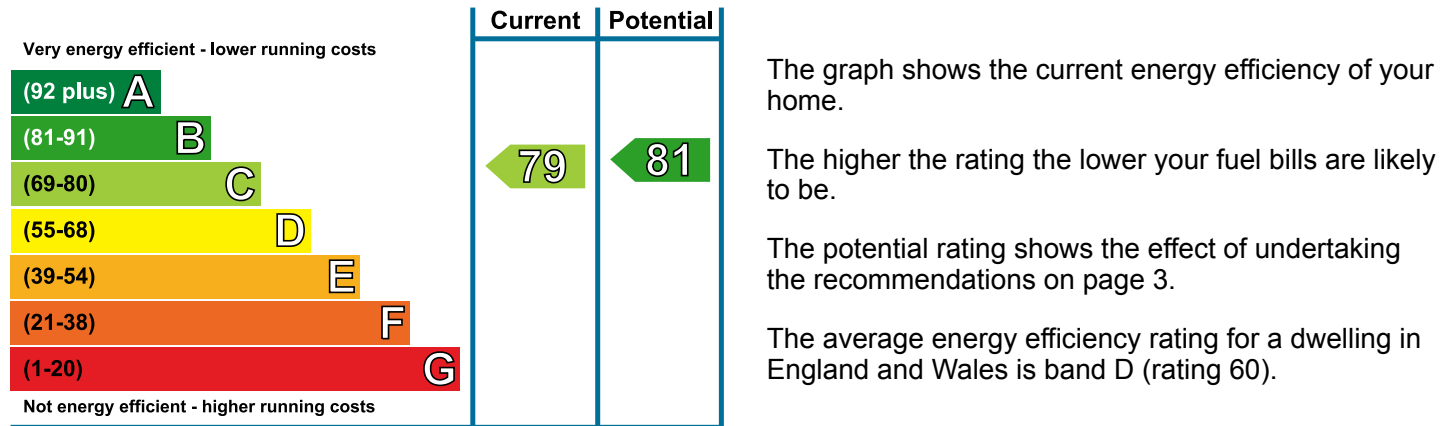 Current Potential
Very energy efficient - lower running costs
(92 plus) A
(81-91) B
(69-80) C
(55-68) D
(39-54) E
(21-38) F
(1-20) G
Not energy efficient - higher running costs
79 81
The graph shows the current energy efficiency of your
home.
The higher the rating the lower your fuel bills are likely
to be.
The potential rating shows the effect of undertaking
the recommendations on page 3.
The average energy efficiency rating for a dwelling in
England and Wales is band D (rating 60).